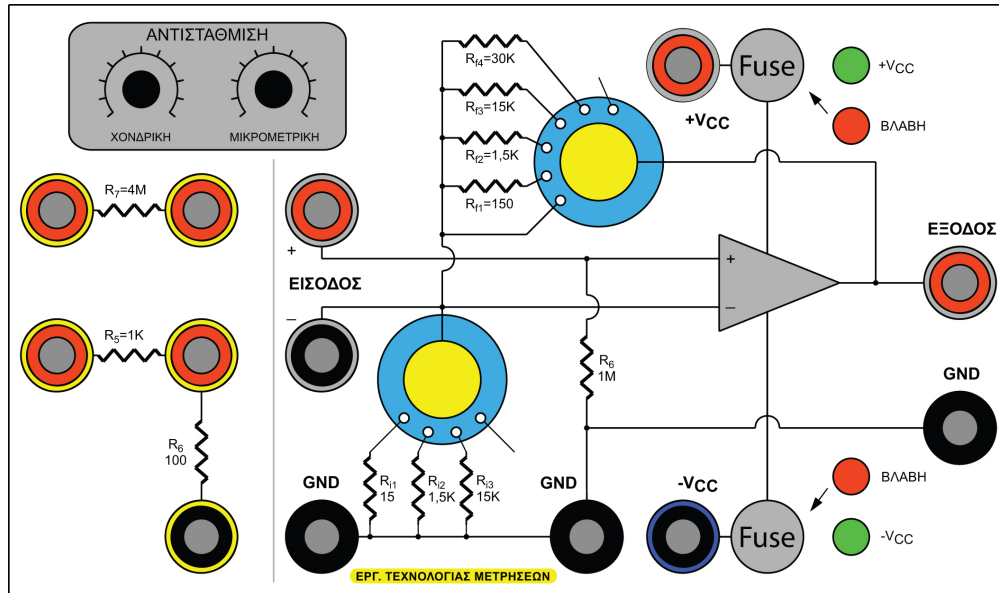 ΑΝΤΙΣΤΑΘΜΙΣΗ
ΧΟΝΔΡΙΚΗ
ΜΙΚΡΟΜΕΤΡΙΚΗ
Rf4=30K
Rf3=15K
Rf2=1,5K
Rf1=150
+VCC
Fuse
+VCC
ΒΛΑΒΗ
R7=4M
+
ΕΙΣΟΔΟΣ
–
+
–
ΕΞΟΔΟΣ
R5=1K
R6
1M
GND
R6
100
Ri1
15
Ri2
1,5K
Ri3
15K
GND
GND
-VCC
Fuse
ΒΛΑΒΗ
-VCC
ΕΡΓ. ΤΕΧΝΟΛΟΓΙΑΣ ΜΕΤΡΗΣΕΩΝ